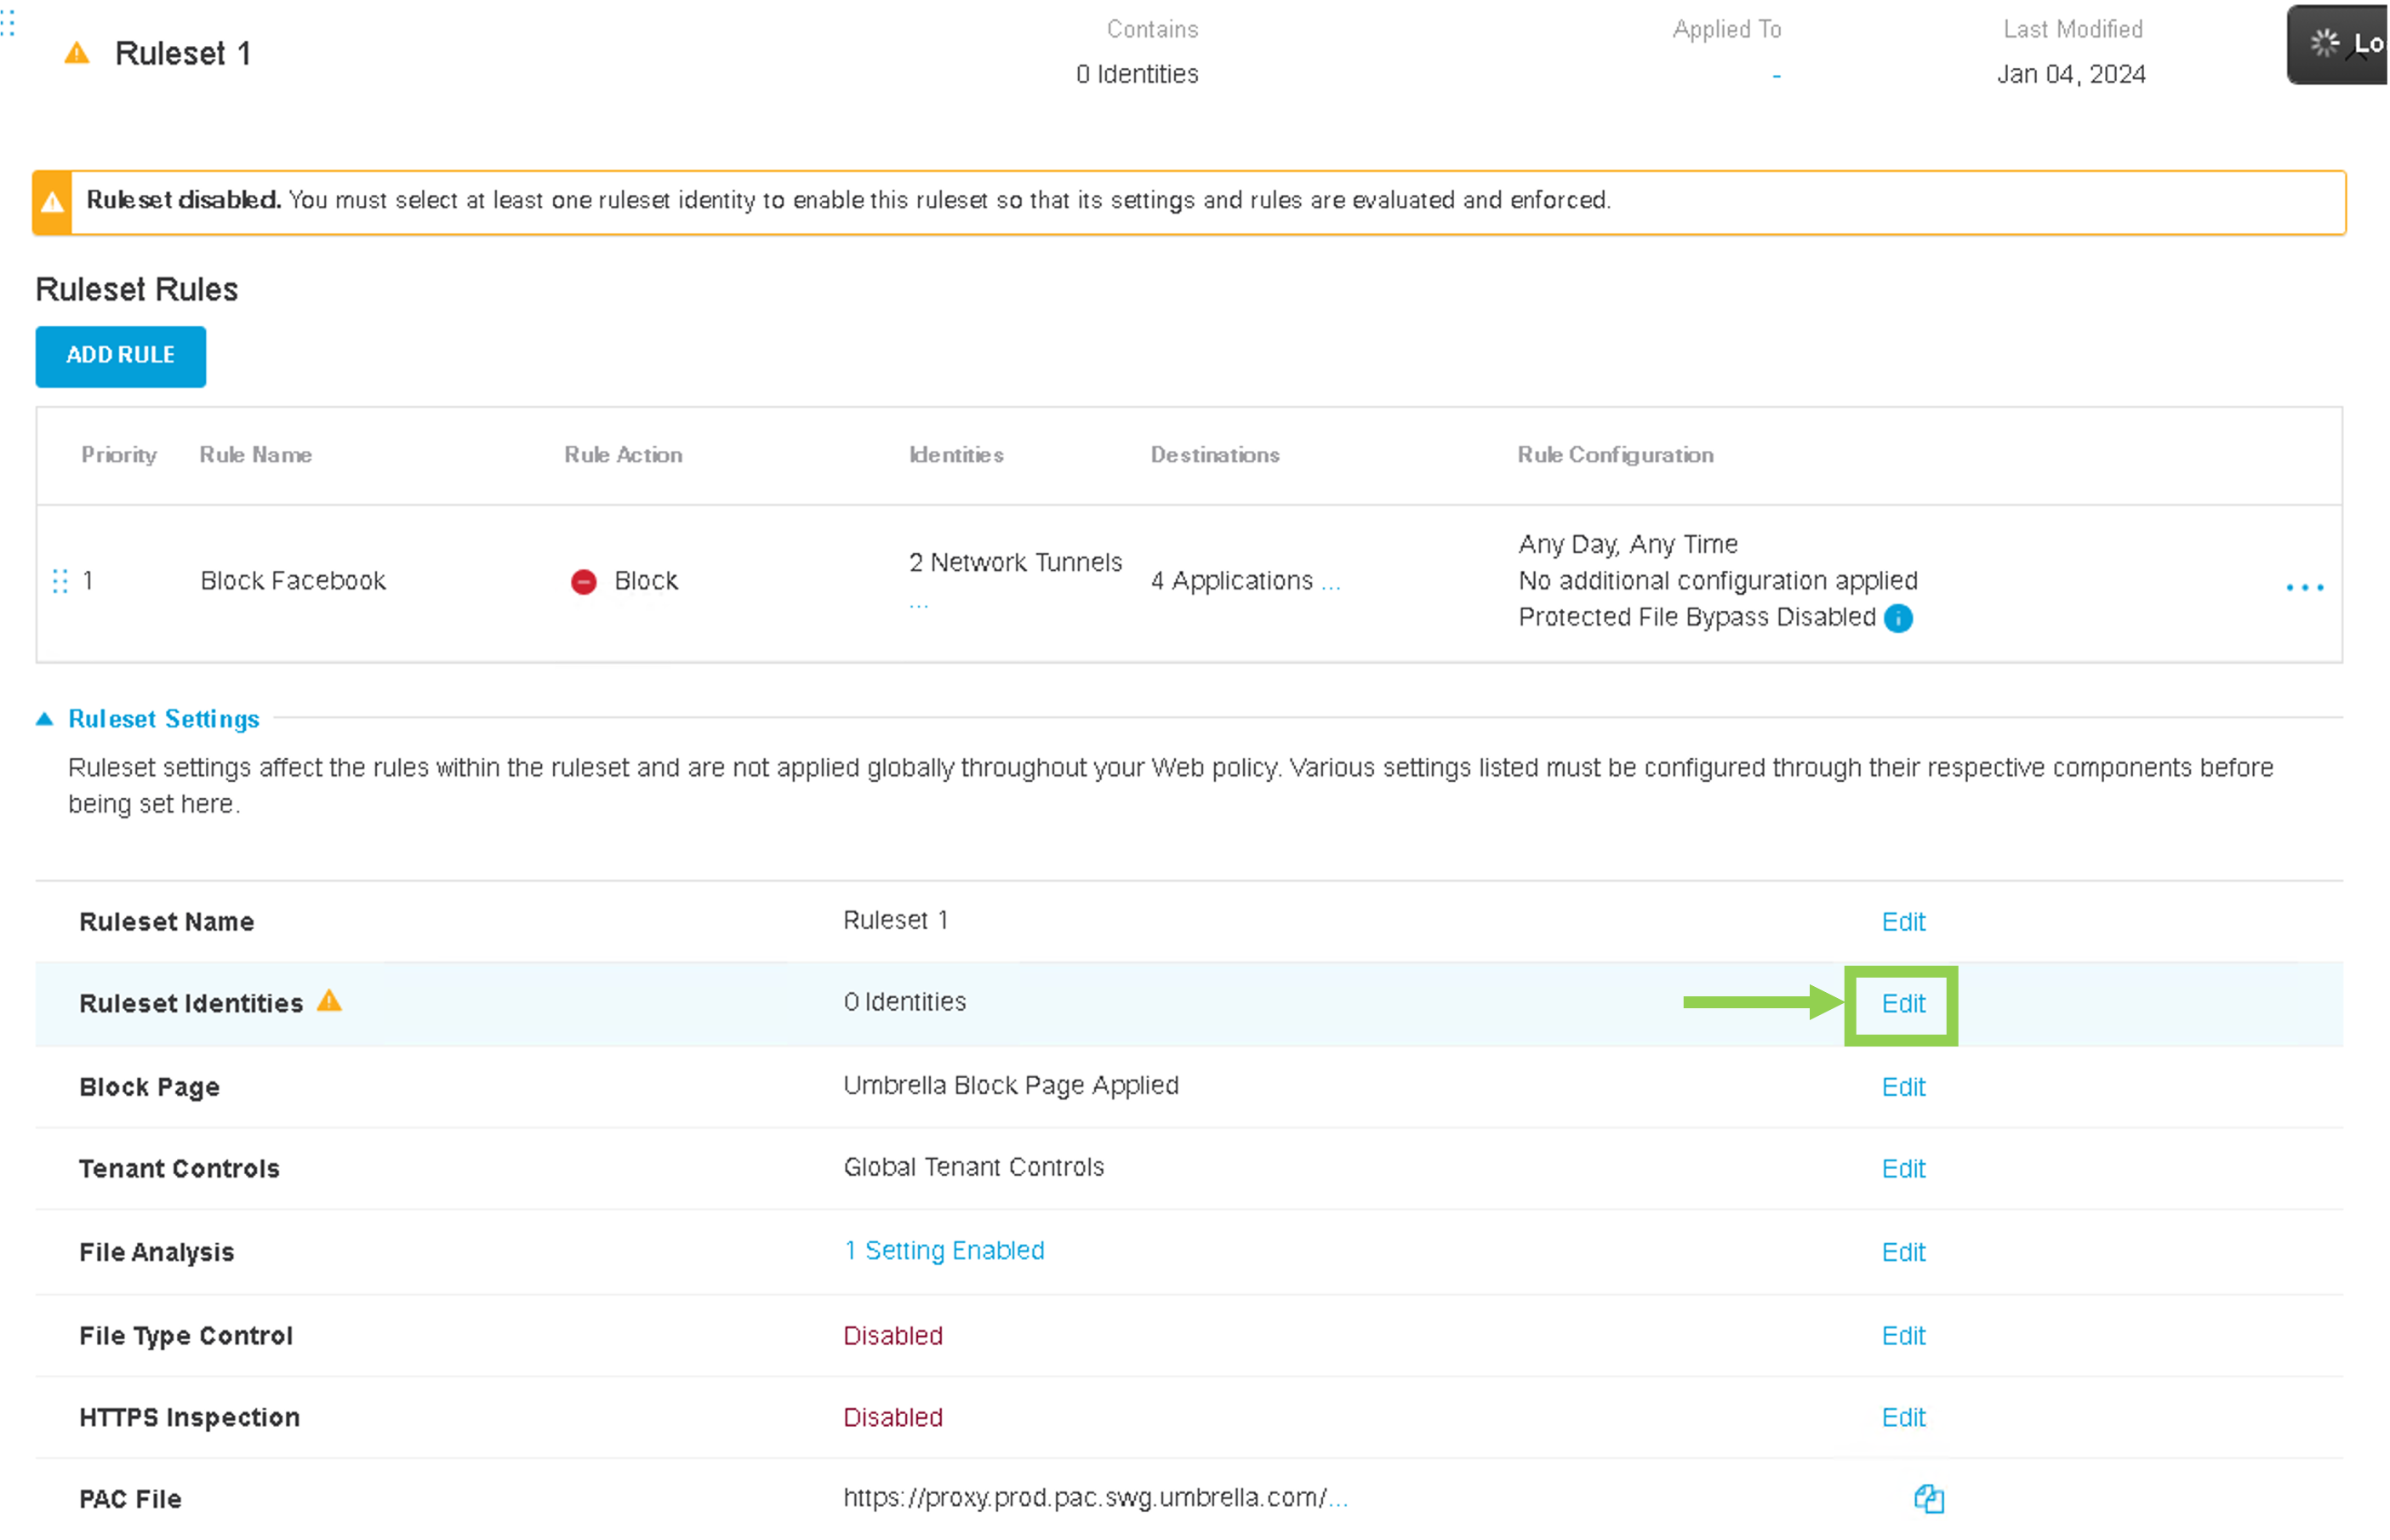 Ruleset 1
Contains
0 Identities
Applied To
-
Last Modified
Jan 04, 2024
Ruleset disabled. You must select at least one ruleset identity to enable this ruleset so that its settings and rules are evaluated and enforced.
Ruleset Rules
ADD RULE
Priority Rule Name Rule Action Identities Destinations Rule Configuration
1 Block Facebook Block 2 Network Tunnels ... 4 Applications ...
Any Day, Any Time
No additional configuration applied
Protected File Bypass Disabled
Ruleset Settings
Ruleset settings affect the rules within the ruleset and are not applied globally throughout your Web policy. Various settings listed must be configured through their respective components before
being set here.
Ruleset Name Ruleset 1 Edit
Ruleset Identities 0 Identities Edit
Block Page Umbrella Block Page Applied Edit
Tenant Controls Global Tenant Controls Edit
File Analysis 1 Setting Enabled Edit
File Type Control Disabled Edit
HTTPS Inspection Disabled Edit
PAC File https://proxy.prod.pac.swg.umbrella.com/...